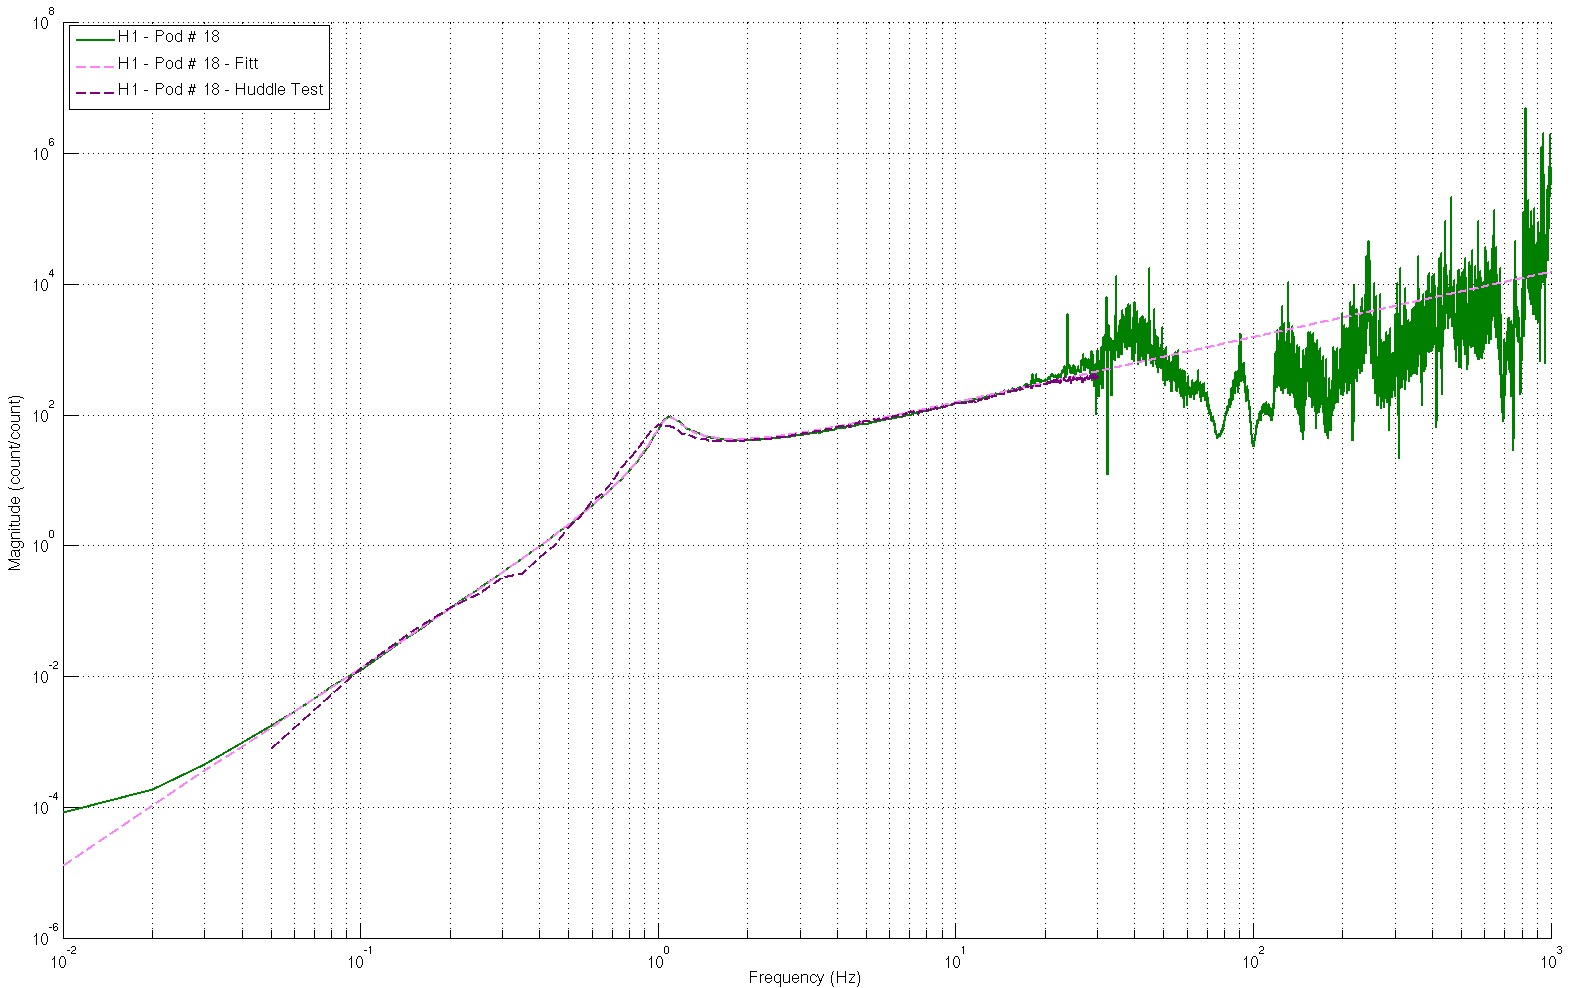 10^8
H1 - Pod # 18
H1 - Pod # 18 - Fitt
H1 - Pod # 18 - Huddle Test
10^6
10^4
10^2
10^0
10^-2
10^-4
10^-6
Magnitude (count/count)
10^-2 10^-1 10^0 10^1 10^2 10^3
Frequency (Hz)